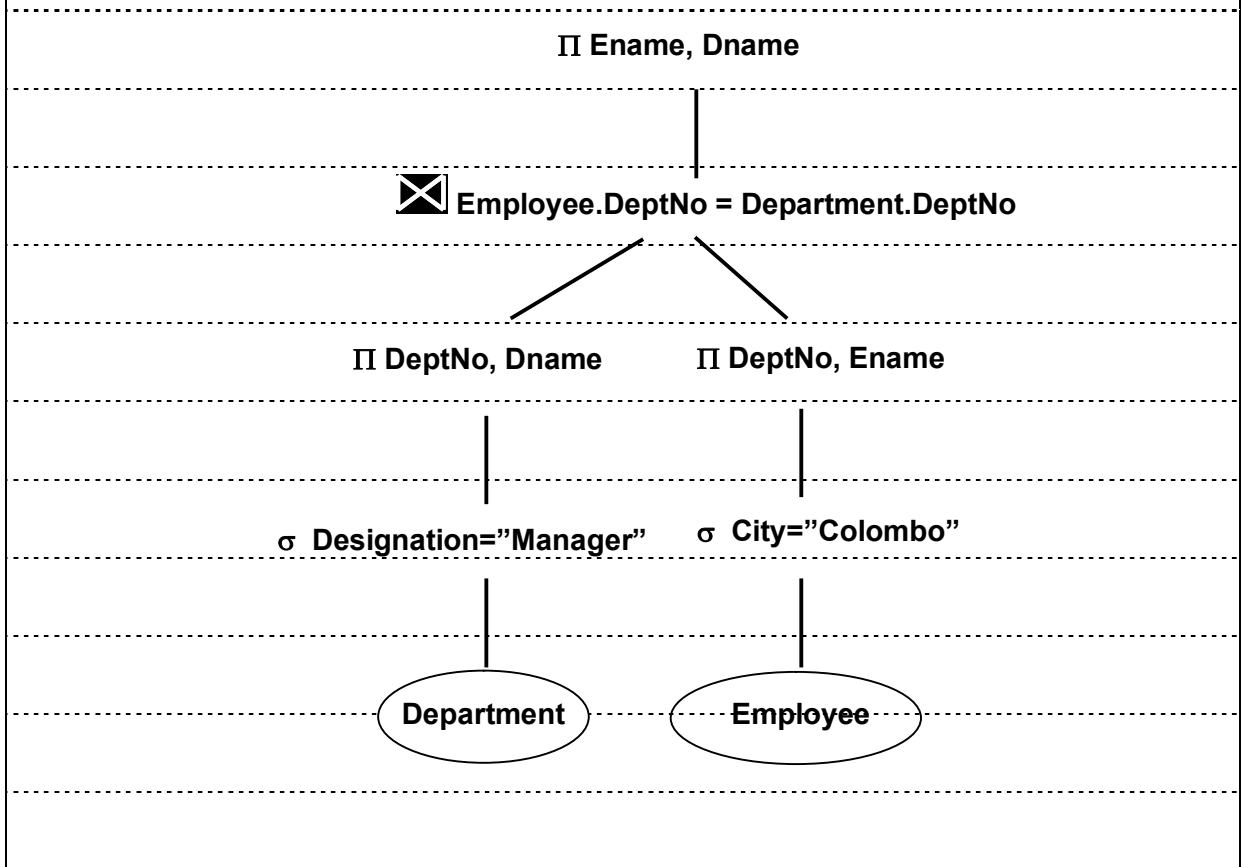 Π Ename, Dname
⋈ Employee.DeptNo = Department.DeptNo
Π DeptNo, Dname
Π DeptNo, Ename
σ Designation=”Manager”
σ City=”Colombo”
Department
Employee